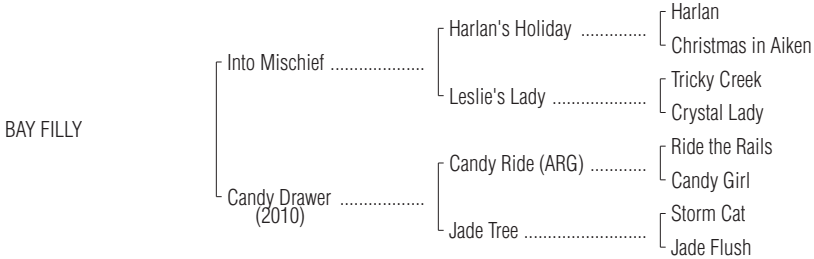 Harlan
Harlan's Holiday ..............
Christmas in Aiken
Into Mischief ....................
Tricky Creek
Leslie's Lady ....................
Crystal Lady
BAY FILLY
Ride the Rails
Candy Ride (ARG) ............
Candy Girl
Candy Drawer ..................
(2010)
Storm Cat
Jade Tree ..........................
Jade Flush